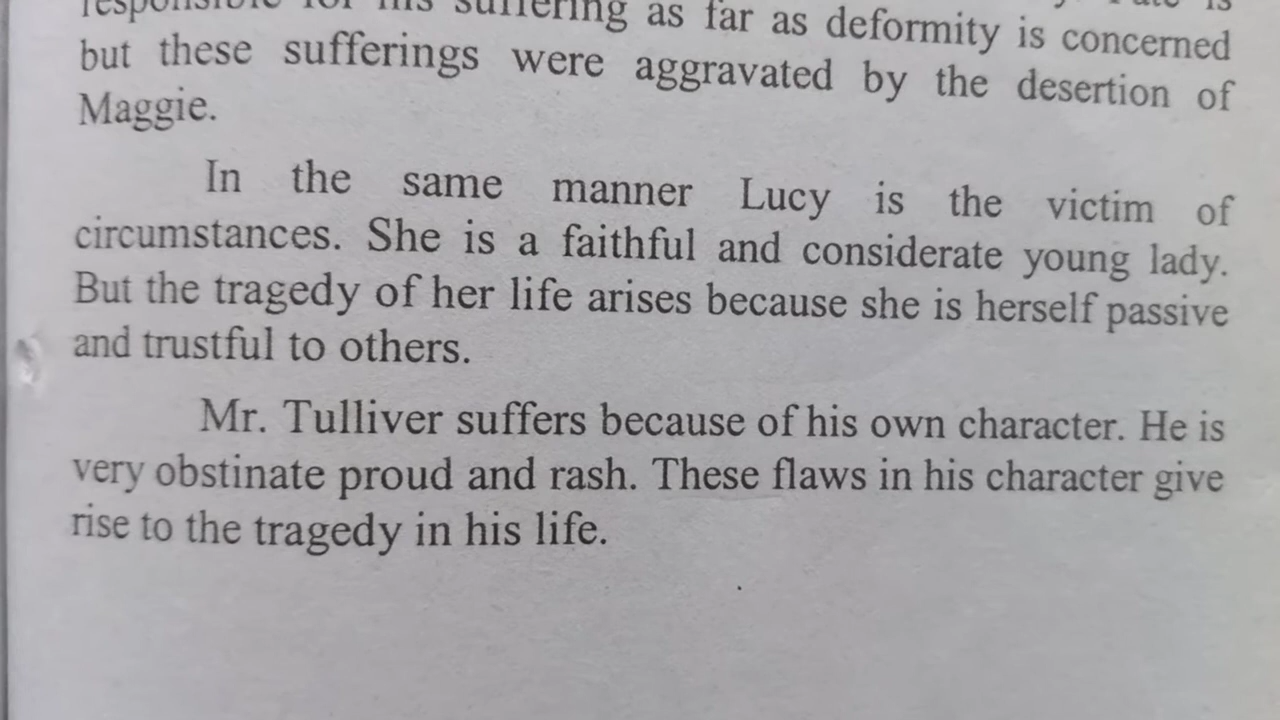 responsible for his suffering as far as deformity is concerned
but these sufferings were aggravated by the desertion of
Maggie.
In the same manner Lucy is the victim of
circumstances. She is a faithful and considerate young lady.
But the tragedy of her life arises because she is herself passive
and trustful to others.
Mr. Tulliver suffers because of his own character. He is
very obstinate proud and rash. These flaws in his character give
rise to the tragedy in his life.